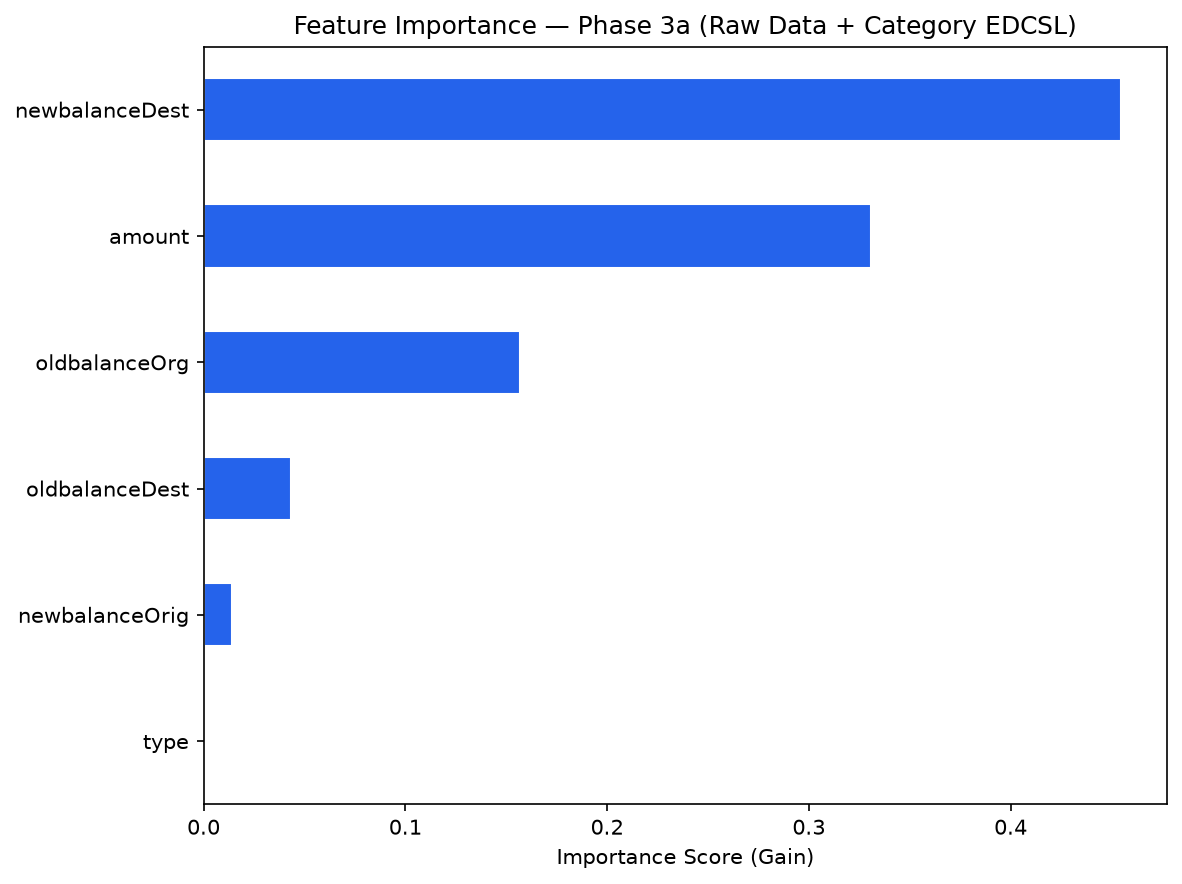 Feature Importance — Phase 3a (Raw Data + Category EDCSL)
newbalanceDest
amount
oldbalanceOrg
oldbalanceDest
newbalanceOrig
type
0.0 0.1 0.2 0.3 0.4
Importance Score (Gain)